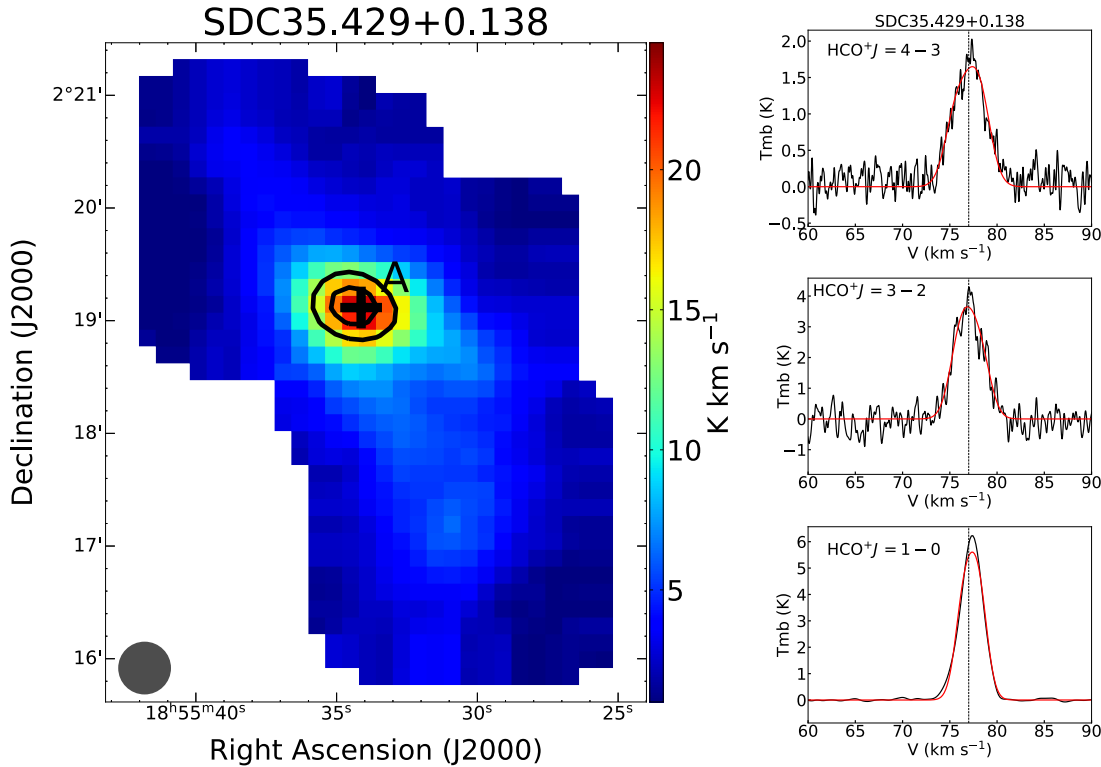 SDC35.429+0.138
2°21'
20'
19'
18'
17'
16'
18ʰ55ᵐ40ˢ
35ˢ
30ˢ
25ˢ
Right Ascension (J2000)
Declination (J2000)
A
20
15
10
5
K km s⁻¹
SDC35.429+0.138
HCO⁺J = 4 − 3
2.0
1.5
1.0
0.5
0.0
−0.5
Tmb (K)
60 65 70 75 80 85 90
V (km s⁻¹)
HCO⁺J = 3 − 2
4
3
2
1
0
−1
Tmb (K)
60 65 70 75 80 85 90
V (km s⁻¹)
HCO⁺J = 1 − 0
6
5
4
3
2
1
0
Tmb (K)
60 65 70 75 80 85 90
V (km s⁻¹)